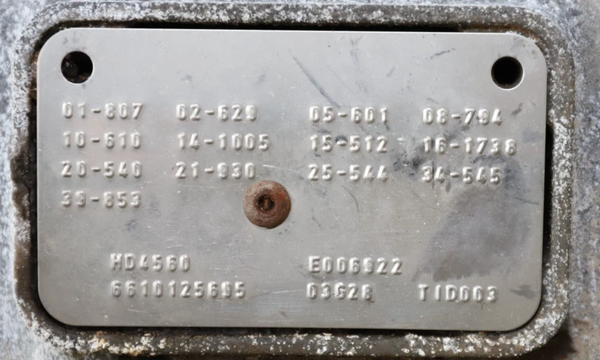 01-807 02-629 05-601 08-794
10-610 14-1005 15-512 16-1738
20-540 21-930 25-544 34-545
39-853
MD4560 E006922
6610125695 03G28 TID003